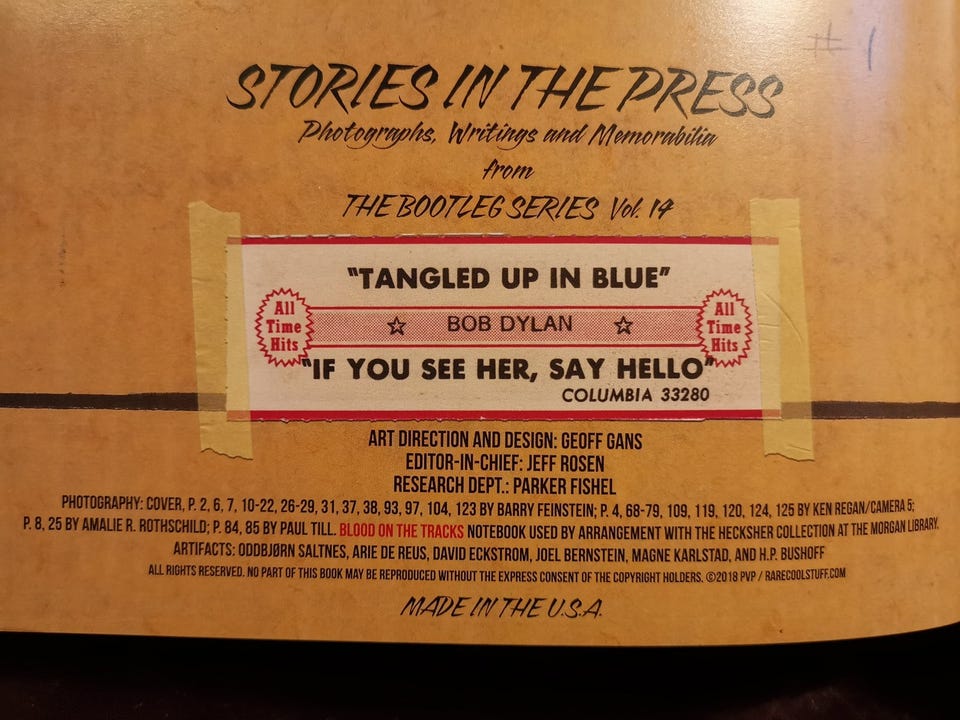 # 1
STORIES IN THE PRESS
Photographs, Writings and Memorabilia
from
THE BOOTLEG SERIES Vol. 14
"TANGLED UP IN BLUE"
All Time Hits
☆ BOB DYLAN ☆
All Time Hits
"IF YOU SEE HER, SAY HELLO"
COLUMBIA 33280
ART DIRECTION AND DESIGN: GEOFF GANS
EDITOR-IN-CHIEF: JEFF ROSEN
RESEARCH DEPT.: PARKER FISHEL
PHOTOGRAPHY: COVER, P. 2, 6, 7, 10-22, 26-29, 31, 37, 38, 93, 97, 104, 123 BY BARRY FEINSTEIN; P. 4, 68-79, 109, 119, 120, 124, 125 BY KEN REGAN/CAMERA 5;
P. 8, 25 BY AMALIE R. ROTHSCHILD; P. 84, 85 BY PAUL TILL. BLOOD ON THE TRACKS NOTEBOOK USED BY ARRANGEMENT WITH THE HECKSHER COLLECTION AT THE MORGAN LIBRARY.
ARTIFACTS: ODDBJØRN SALTNES, ARIE DE REUS, DAVID ECKSTROM, JOEL BERNSTEIN, MAGNE KARLSTAD, AND H.P. BUSHOFF
ALL RIGHTS RESERVED. NO PART OF THIS BOOK MAY BE REPRODUCED WITHOUT THE EXPRESS CONSENT OF THE COPYRIGHT HOLDERS. ©2018 PVP / RARECOOLSTUFF.COM
MADE IN THE U.S.A.